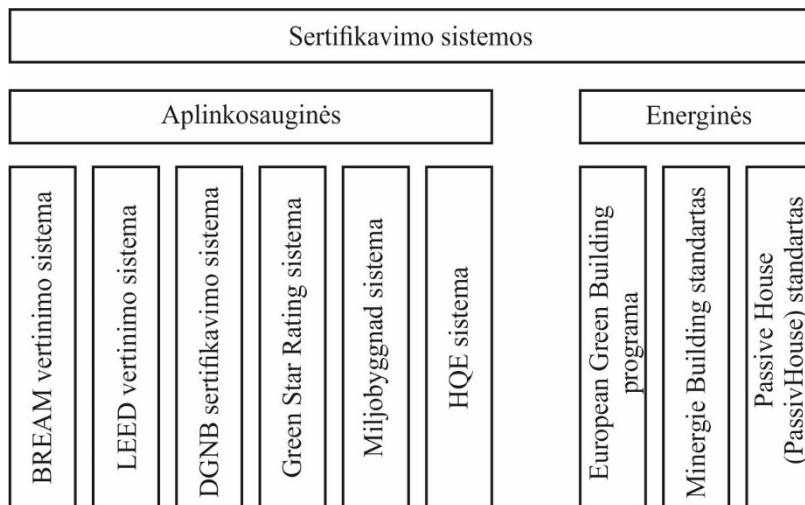 Sertifikavimo sistemos
Aplinkosauginės
Energinės
BREAM vertinimo sistema
LEED vertinimo sistema
DGNB sertifikavimo sistema
Green Star Rating sistema
Miljobyggnad sistema
HQE sistema
European Green Building
programa
Minergie Building standartas
Passive House
(PassivHouse) standartas